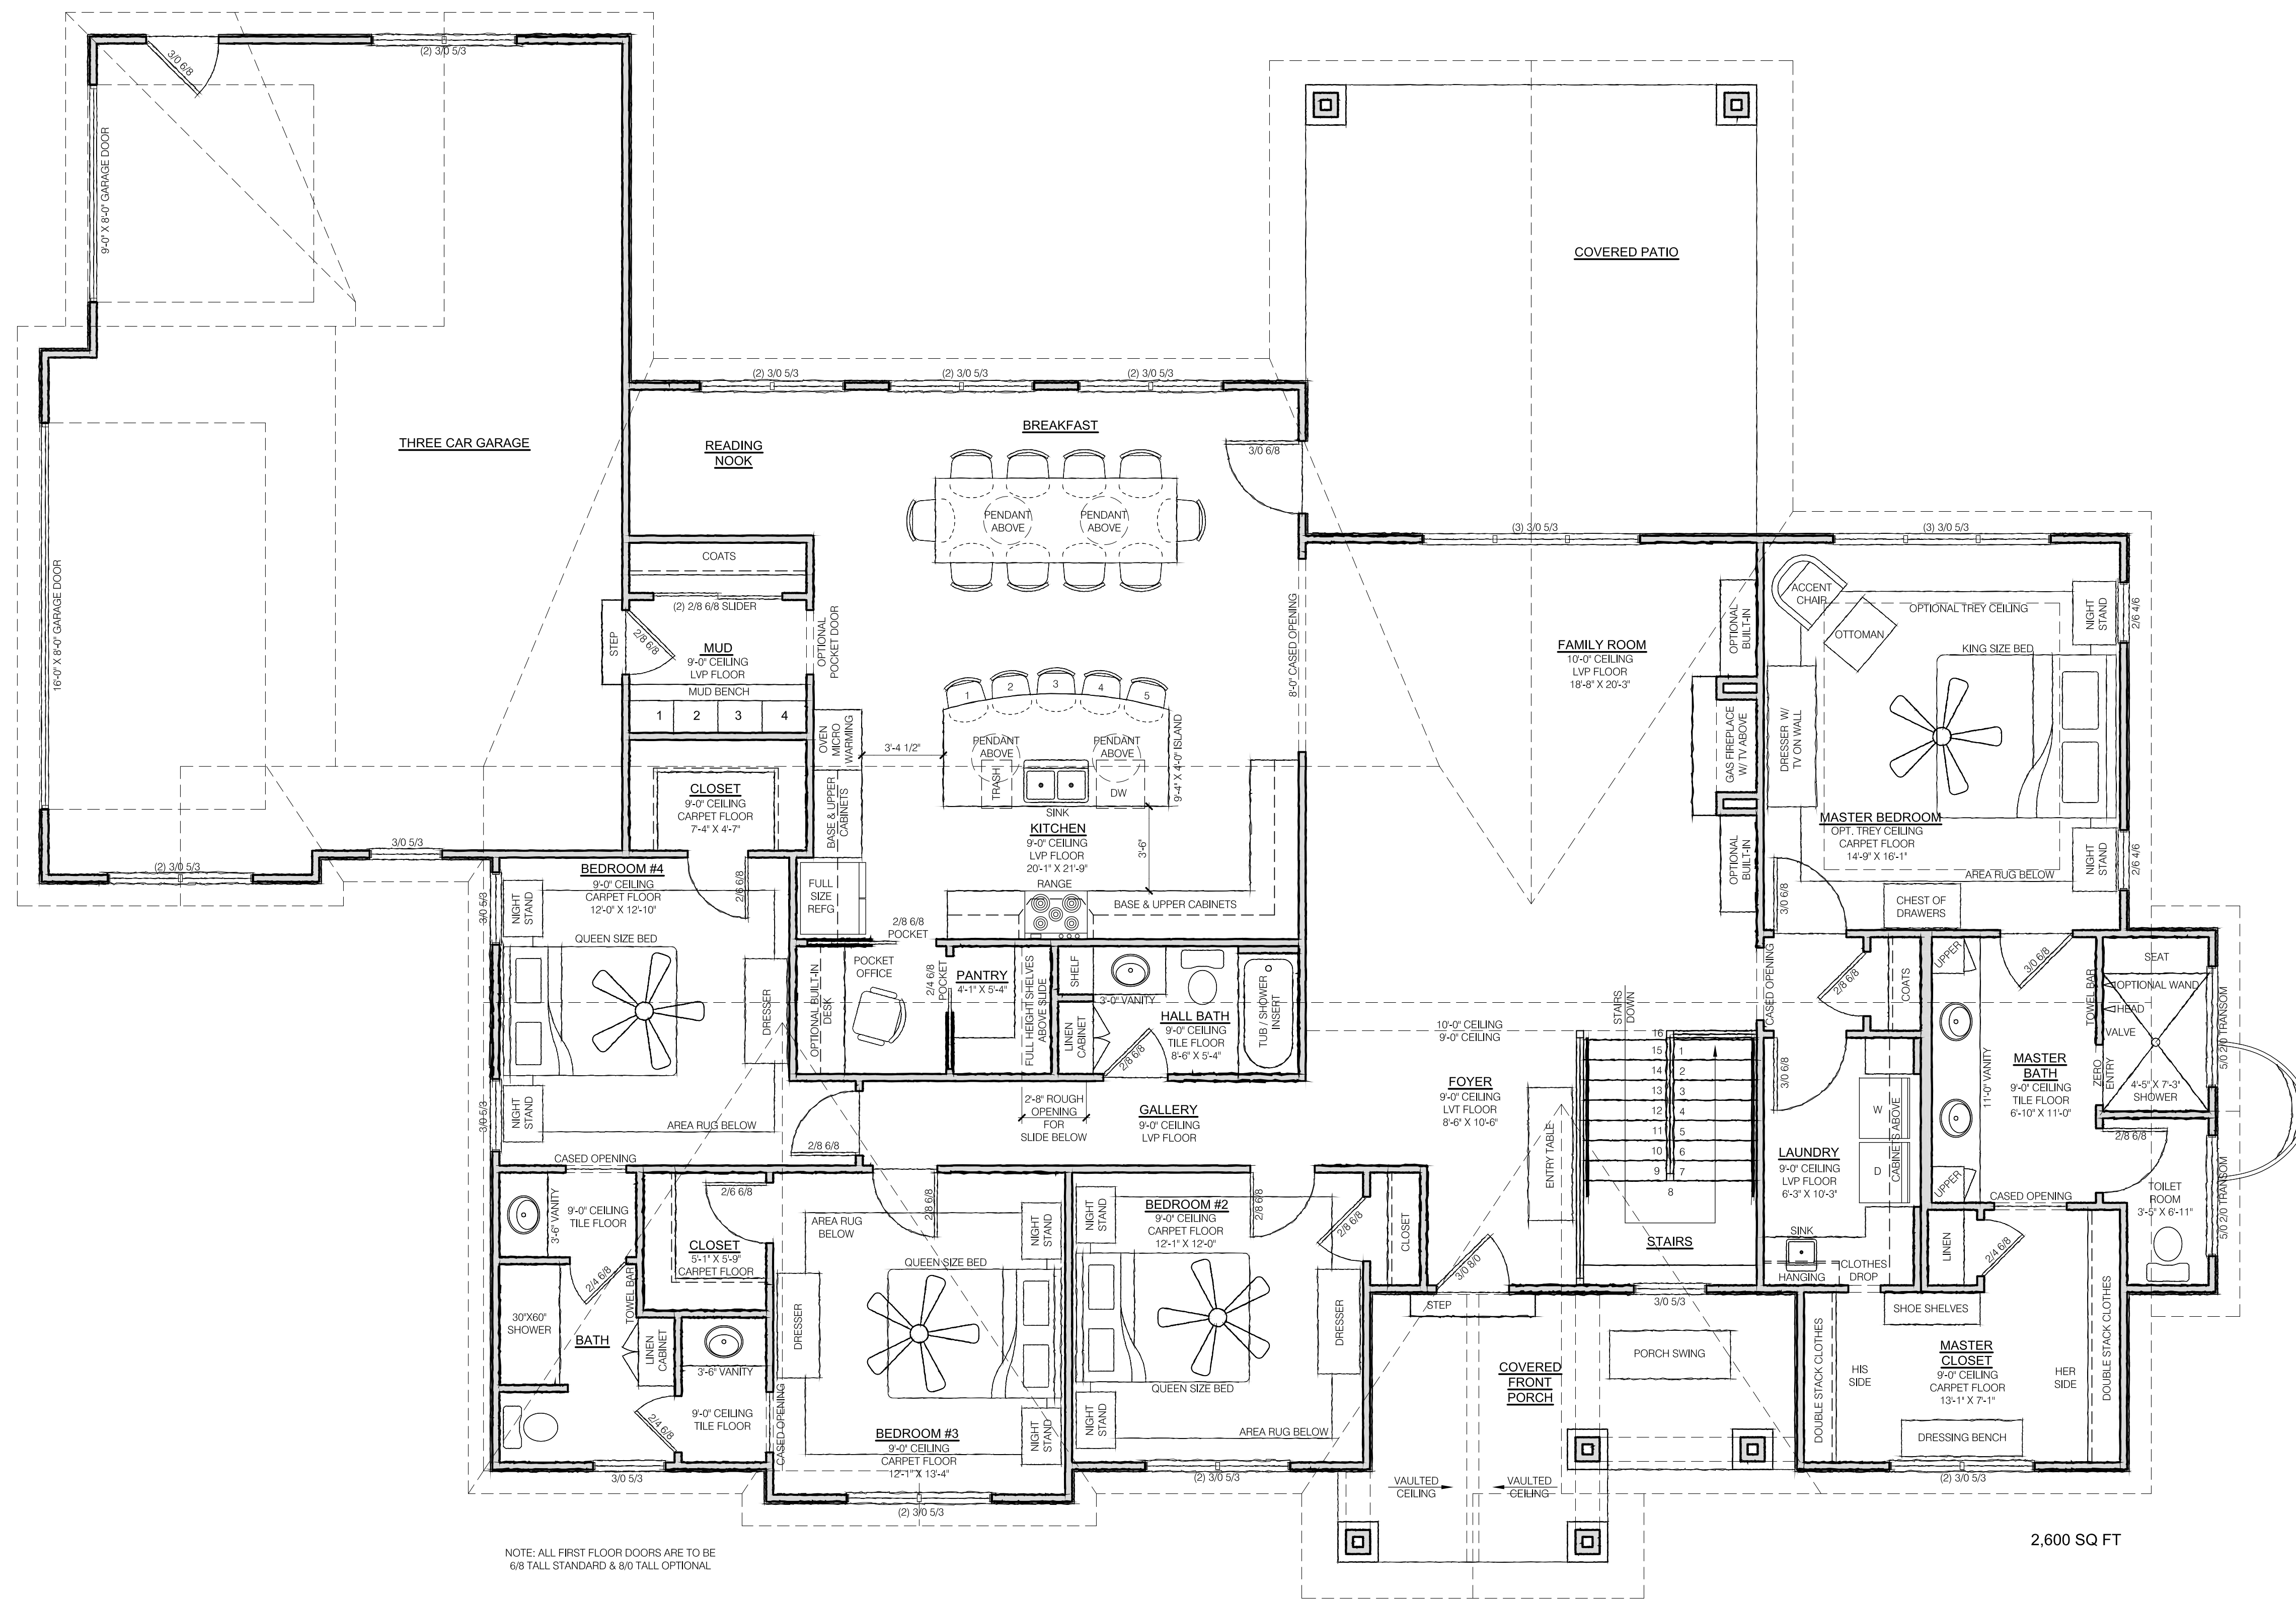 3/0 6/8
(2) 3/0 5/3
9'-0" X 8'-0" GARAGE DOOR
16'-0" X 8'-0" GARAGE DOOR
THREE CAR GARAGE
3/0 5/3
(2) 3/0 5/3
COVERED PATIO
(2) 3/0 5/3
(2) 3/0 5/3
(2) 3/0 5/3
READING
NOOK
BREAKFAST
3/0 6/8
PENDANT
ABOVE
PENDANT
ABOVE
COATS
(2) 2/8 6/8 SLIDER
STEP
2/8 6/8
MUD
9'-0" CEILING
LVP FLOOR
MUD BENCH
1
2
3
4
OPTIONAL
POCKET DOOR
OVEN
MICRO
WARMING
3'-4 1/2"
1
2
3
4
5
PENDANT
ABOVE
PENDANT
ABOVE
TRASH
DW
SINK
9'-4" X 4'-0" ISLAND
8'-0" CASED OPENING
CLOSET
9'-0" CEILING
CARPET FLOOR
7'-4" X 4'-7"
BASE & UPPER
CABINETS
KITCHEN
9'-0" CEILING
LVP FLOOR
20'-1" X 21'-9"
RANGE
3'-6"
BASE & UPPER CABINETS
FULL
SIZE
REFG
2/8 6/8
POCKET
(3) 3/0 5/3
FAMILY ROOM
10'-0" CEILING
LVP FLOOR
18'-8" X 20'-3"
OPTIONAL
BUILT-IN
GAS FIREPLACE
W/ TV ABOVE
OPTIONAL
BUILT-IN
(3) 3/0 5/3
ACCENT
CHAIR
OTTOMAN
OPTIONAL TREY CEILING
NIGHT
STAND
2/6 4/6
KING SIZE BED
DRESSER W/
TV ON WALL
MASTER BEDROOM
OPT. TREY CEILING
CARPET FLOOR
14'-9" X 16'-1"
NIGHT
STAND
2/6 4/6
AREA RUG BELOW
CHEST OF
DRAWERS
3/0 6/8
BEDROOM #4
9'-0" CEILING
CARPET FLOOR
12'-0" X 12'-10"
2/6 6/8
NIGHT
STAND
3/0 5/3
QUEEN SIZE BED
DRESSER
NIGHT
STAND
3/0 5/3
AREA RUG BELOW
CASED OPENING
OPTIONAL BUILT-IN
DESK
POCKET
OFFICE
2/4 6/8
POCKET
PANTRY
4'-1" X 5'-4"
FULL HEIGHT SHELVES
ABOVE SLIDE
SHELF
LINEN
CABINET
3'-0" VANITY
HALL BATH
9'-0" CEILING
TILE FLOOR
8'-6" X 5'-4"
TUB / SHOWER
INSERT
2/8 6/8
2/8 6/8
2'-8" ROUGH
OPENING
FOR
SLIDE BELOW
GALLERY
9'-0" CEILING
LVP FLOOR
10'-0" CEILING
9'-0" CEILING
FOYER
9'-0" CEILING
LVT FLOOR
8'-6" X 10'-6"
ENTRY TABLE
STAIRS
DOWN
16
15
14
13
12
11
10
9
8
1
2
3
4
5
6
7
STAIRS
3/0 5/3
CASED OPENING
2/8 6/8
COATS
3/0 6/8
W
D
CABINETS ABOVE
LAUNDRY
9'-0" CEILING
LVP FLOOR
6'-3" X 10'-3"
SINK
HANGING
CLOTHES
DROP
UPPER
3/0 6/8
11'-0" VANITY
UPPER
TOWEL BAR
SEAT
OPTIONAL WAND
HEAD
VALVE
ZERO
ENTRY
4'-5" X 7'-3"
SHOWER
5/0 2/0 TRANSOM
MASTER
BATH
9'-0" CEILING
TILE FLOOR
6'-10" X 11'-0"
2/8 6/8
TOILET
ROOM
3'-5" X 6'-11"
5/0 2/0 TRANSOM
CASED OPENING
LINEN
2/4 6/8
SHOE SHELVES
MASTER
CLOSET
9'-0" CEILING
CARPET FLOOR
13'-1" X 7'-1"
DOUBLE STACK CLOTHES
HIS
SIDE
HER
SIDE
DOUBLE STACK CLOTHES
DRESSING BENCH
(2) 3/0 5/3
3'-6" VANITY
9'-0" CEILING
TILE FLOOR
2/4 6/8
TOWEL BAR
30"X60"
SHOWER
BATH
LINEN
CABINET
2/6 6/8
CLOSET
5'-1" X 5'-9"
CARPET FLOOR
3'-6" VANITY
9'-0" CEILING
TILE FLOOR
2/4 6/8
3/0 5/3
CASED OPENING
AREA RUG
BELOW
2/8 6/8
NIGHT
STAND
QUEEN SIZE BED
DRESSER
NIGHT
STAND
BEDROOM #3
9'-0" CEILING
CARPET FLOOR
12'-1" X 13'-4"
(2) 3/0 5/3
NIGHT
STAND
BEDROOM #2
9'-0" CEILING
CARPET FLOOR
12'-1" X 12'-0"
2/8 6/8
2/8 6/8
CLOSET
DRESSER
QUEEN SIZE BED
NIGHT
STAND
AREA RUG BELOW
(2) 3/0 5/3
3/0 8/0
STEP
COVERED
FRONT
PORCH
PORCH SWING
VAULTED
CEILING
VAULTED
CEILING
NOTE: ALL FIRST FLOOR DOORS ARE TO BE
6/8 TALL STANDARD & 8/0 TALL OPTIONAL
2,600 SQ FT